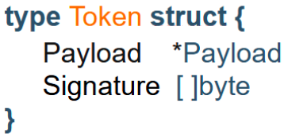 type Token struct {
Payload *Payload
Signature [ ]byte
}